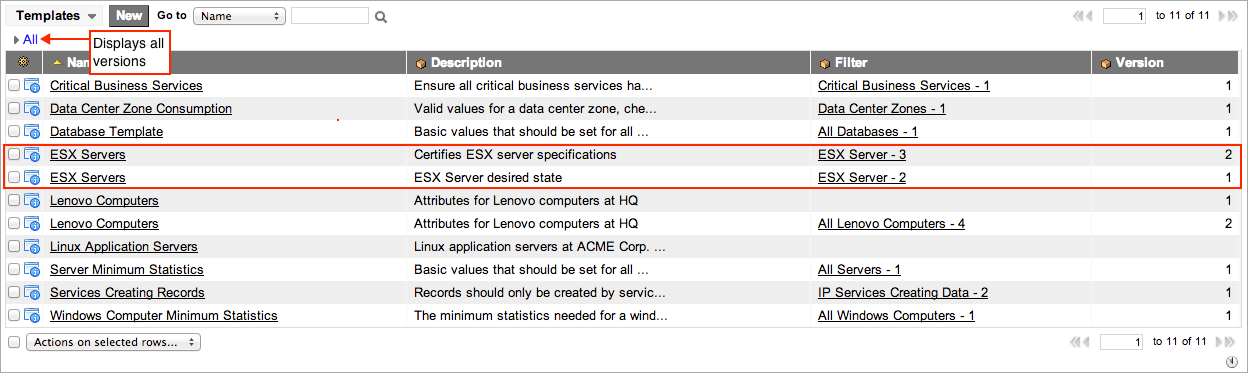 Templates New Go to Name 1 to 11 of 11
All
Displays all
versions
Na Description Filter Version
Critical Business Services Ensure all critical business services ha... Critical Business Services - 1 1
Data Center Zone Consumption Valid values for a data center zone, che... Data Center Zones - 1 1
Database Template Basic values that should be set for all ... All Databases - 1 1
ESX Servers Certifies ESX server specifications ESX Server - 3 2
ESX Servers ESX Server desired state ESX Server - 2 1
Lenovo Computers Attributes for Lenovo computers at HQ 1
Lenovo Computers Attributes for Lenovo computers at HQ All Lenovo Computers - 4 2
Linux Application Servers Linux application servers at ACME Corp. ... 1
Server Minimum Statistics Basic values that should be set for all ... All Servers - 1 1
Services Creating Records Records should only be created by servic... IP Services Creating Data - 2 1
Windows Computer Minimum Statistics The minimum statistics needed for a wind... All Windows Computers - 1 1
Actions on selected rows... 1 to 11 of 11